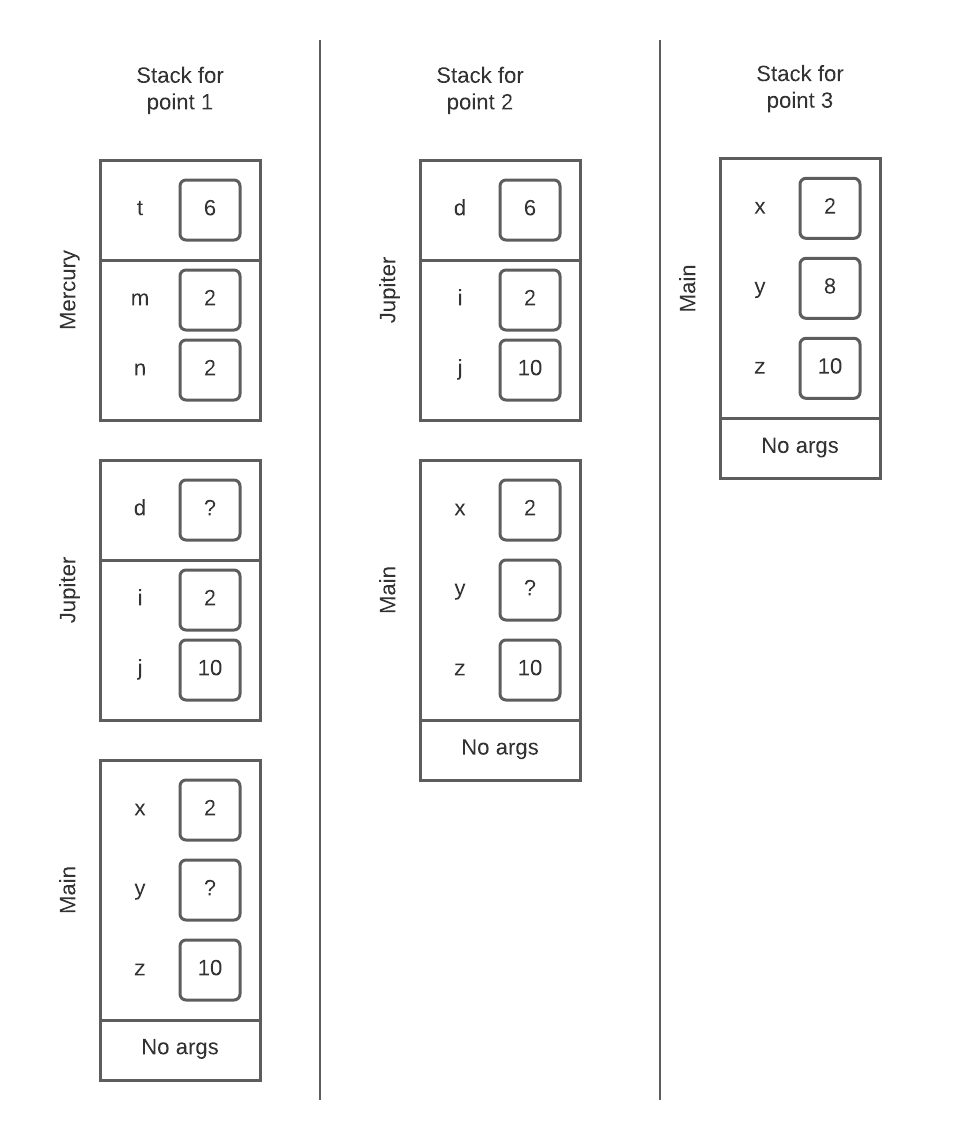 Stack for
point 1
Mercury
t 6
m 2
n 2
Jupiter
d ?
i 2
j 10
Main
x 2
y ?
z 10
No args
Stack for
point 2
Jupiter
d 6
i 2
j 10
Main
x 2
y ?
z 10
No args
Stack for
point 3
Main
x 2
y 8
z 10
No args